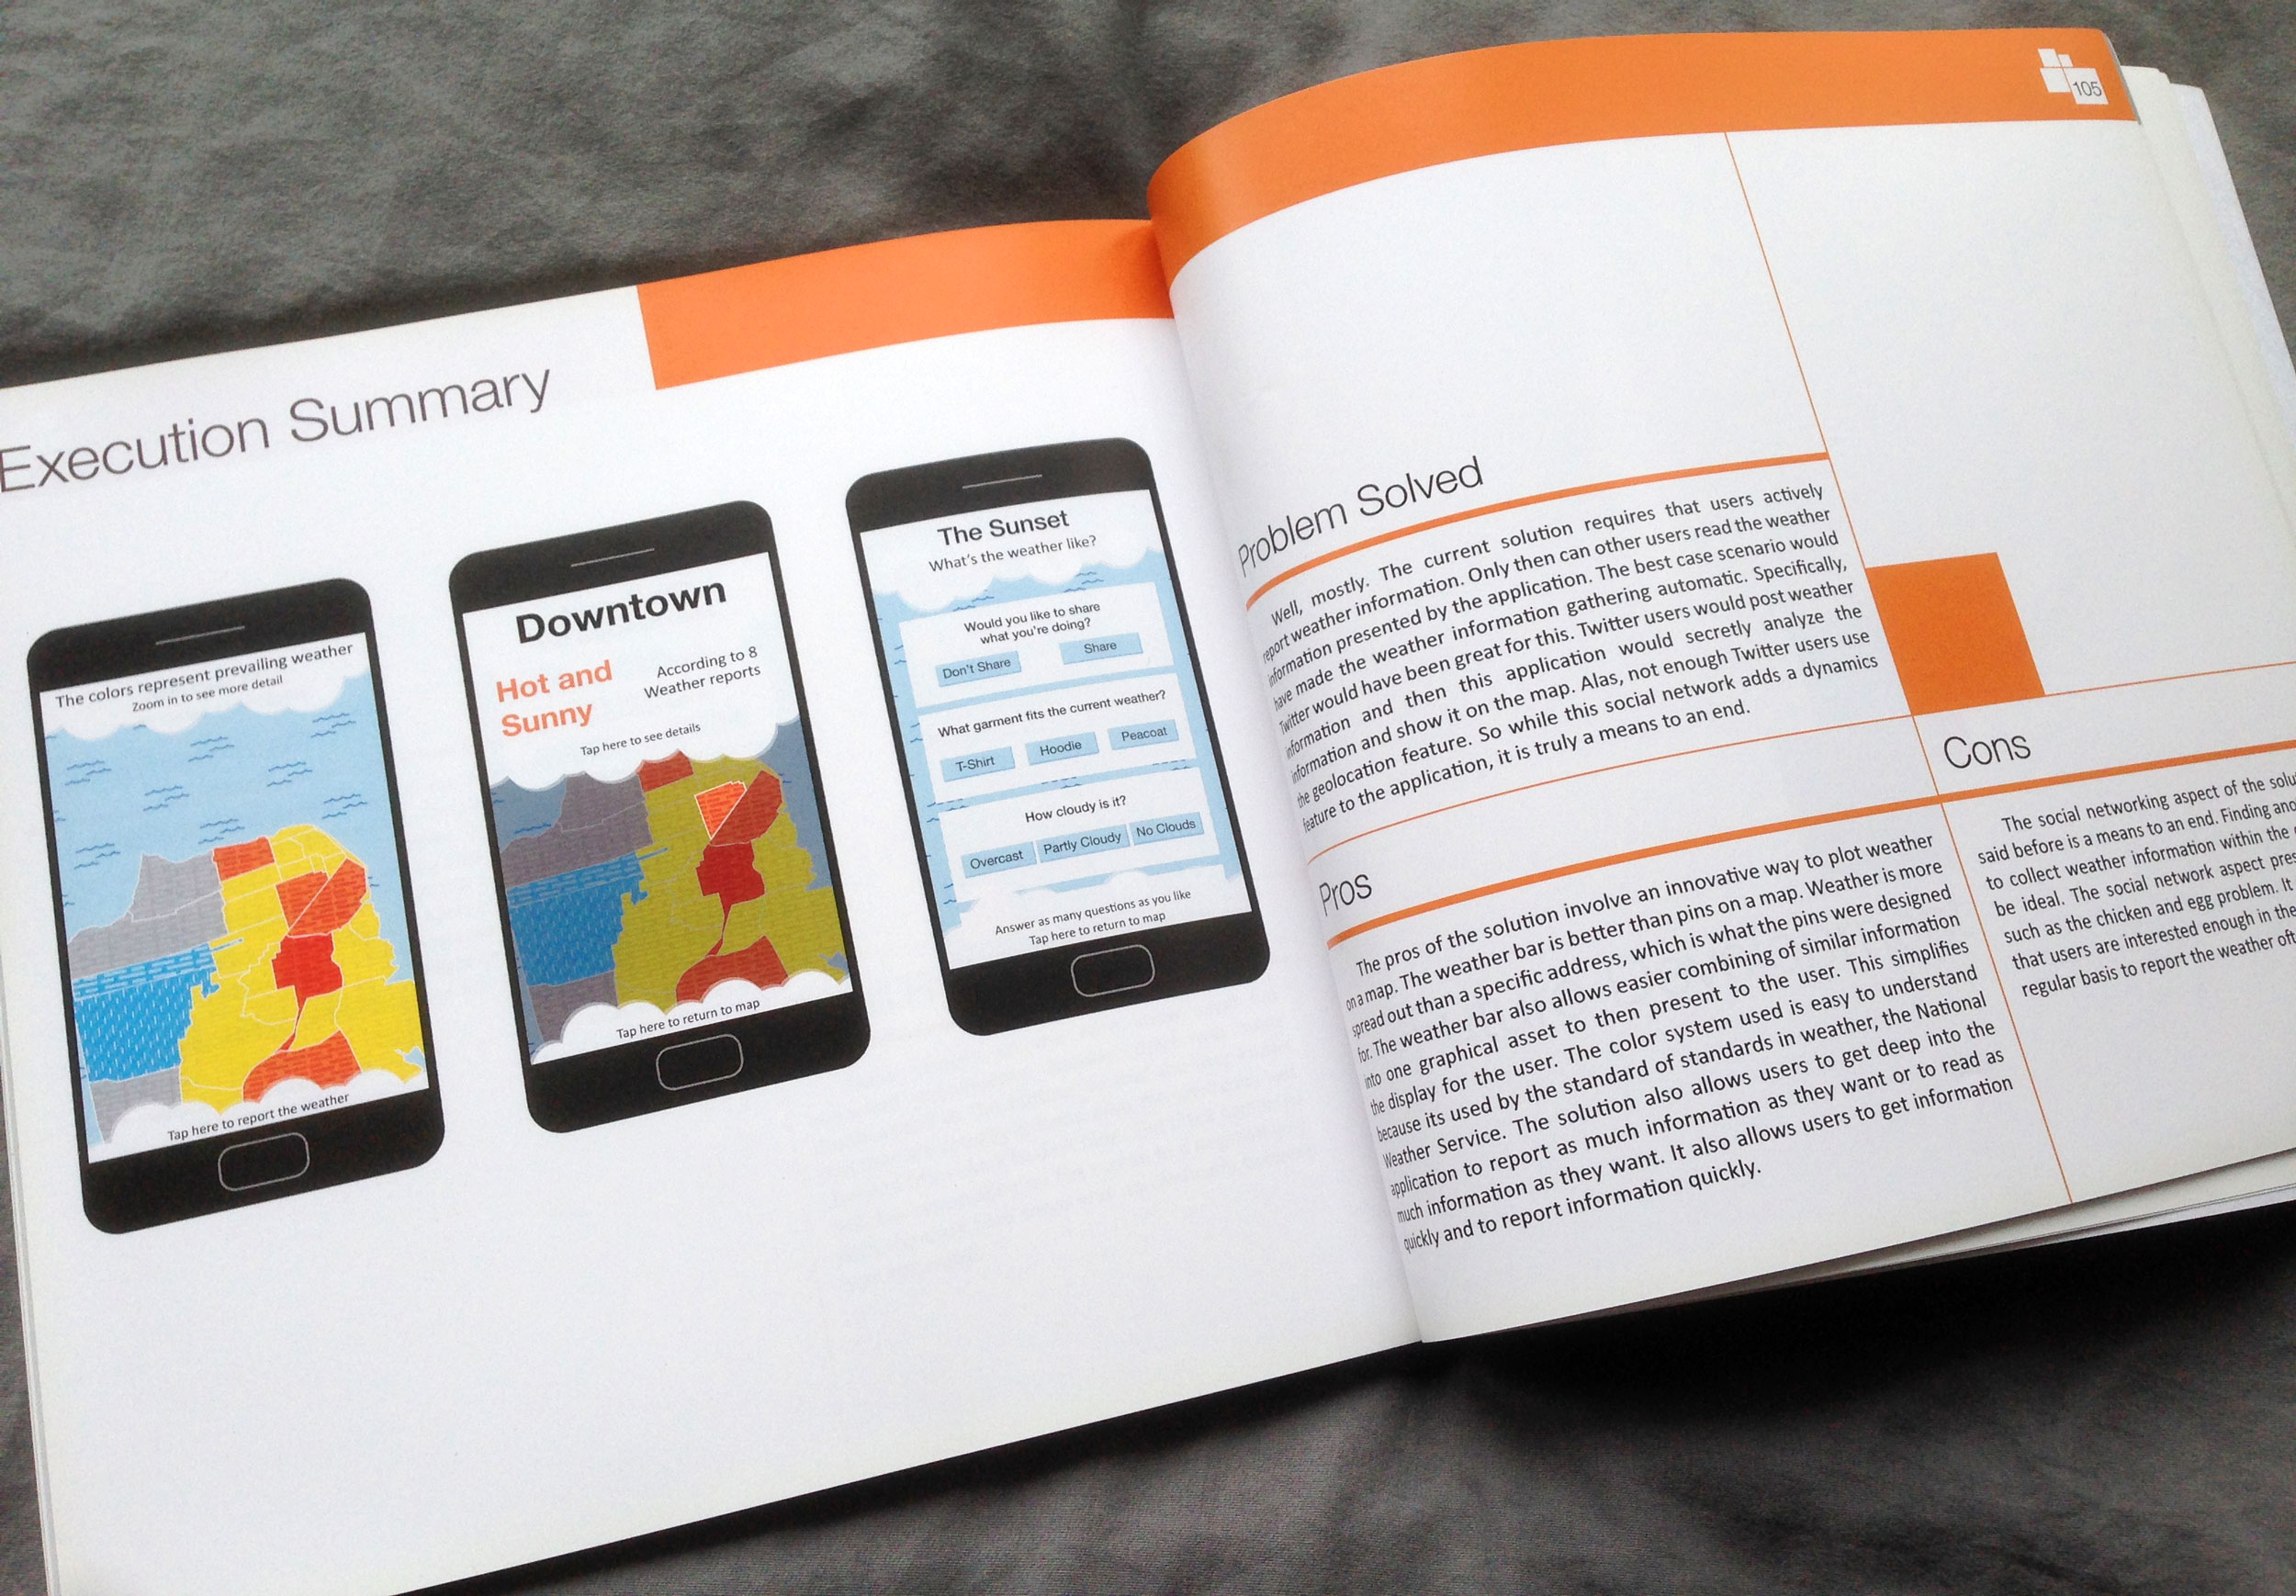 Execution Summary
The colors represent prevailing weather
Zoom in to see more detail
Tap here to report the weather
Downtown
Hot and
Sunny
According to 8
Weather reports
Tap here to see details
Tap here to return to map
The Sunset
What's the weather like?
Would you like to share
what you're doing?
Don't Share
Share
What garment fits the current weather?
T-Shirt
Hoodie
Peacoat
How cloudy is it?
Overcast
Partly Cloudy
No Clouds
Answer as many questions as you like
Tap here to return to map
105
Problem Solved
Well, mostly. The current solution requires that users actively
report weather information. Only then can other users read the weather
information presented by the application. The best case scenario would
have made the weather information gathering automatic. Specifically,
Twitter would have been great for this. Twitter users would post weather
information and then this application would secretly analyze the
information and show it on the map. Alas, not enough Twitter users use
the geolocation feature. So while this social network adds a dynamics
feature to the application, it is truly a means to an end.
Pros
The pros of the solution involve an innovative way to plot weather
on a map. The weather bar is better than pins on a map. Weather is more
spread out than a specific address, which is what the pins were designed
for. The weather bar also allows easier combining of similar information
into one graphical asset to then present to the user. This simplifies
the display for the user. The color system used is easy to understand
because its used by the standard of standards in weather, the National
Weather Service. The solution also allows users to get deep into the
application to report as much information as they want or to read as
much information as they want. It also allows users to get information
quickly and to report information quickly.
Cons
The social networking aspect of the
said before is a means to an end. Finding
to collect weather information within the
be ideal. The social network aspect
such as the chicken and egg problem. It
that users are interested enough in the
regular basis to report the weather